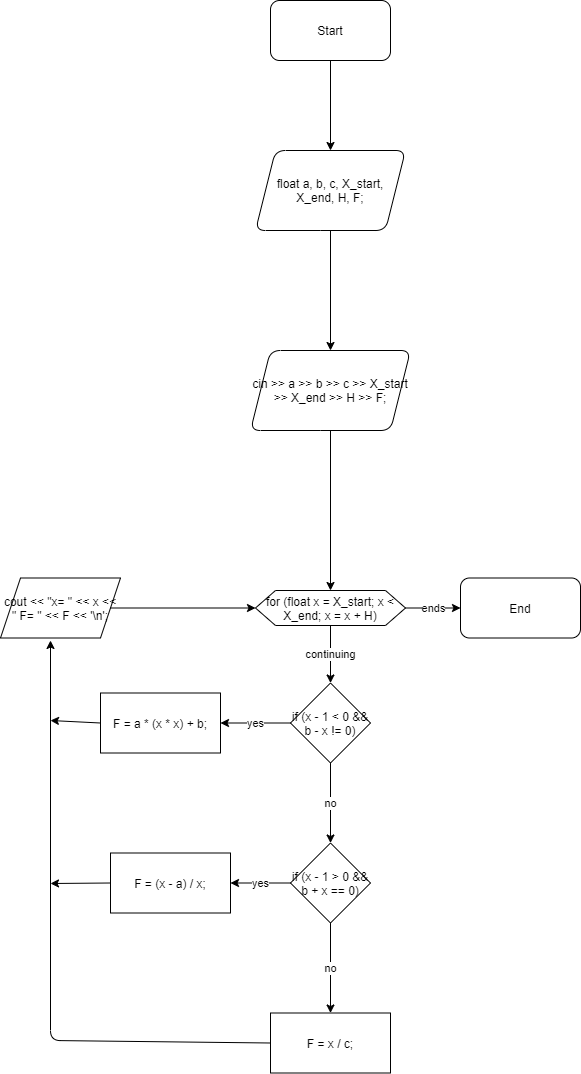 Start
float a, b, c, X_start,
X_end, H, F;
cin >> a >> b >> c >> X_start
>> X_end >> H >> F;
cout << "x= " << x <<
" F= " << F << '\n';
for (float x = X_start; x <
X_end; x = x + H)
ends
End
continuing
if (x - 1 < 0 &&
b - x != 0)
yes
F = a * (x * x) + b;
no
if (x - 1 > 0 &&
b + x == 0)
yes
F = (x - a) / x;
no
F = x / c;